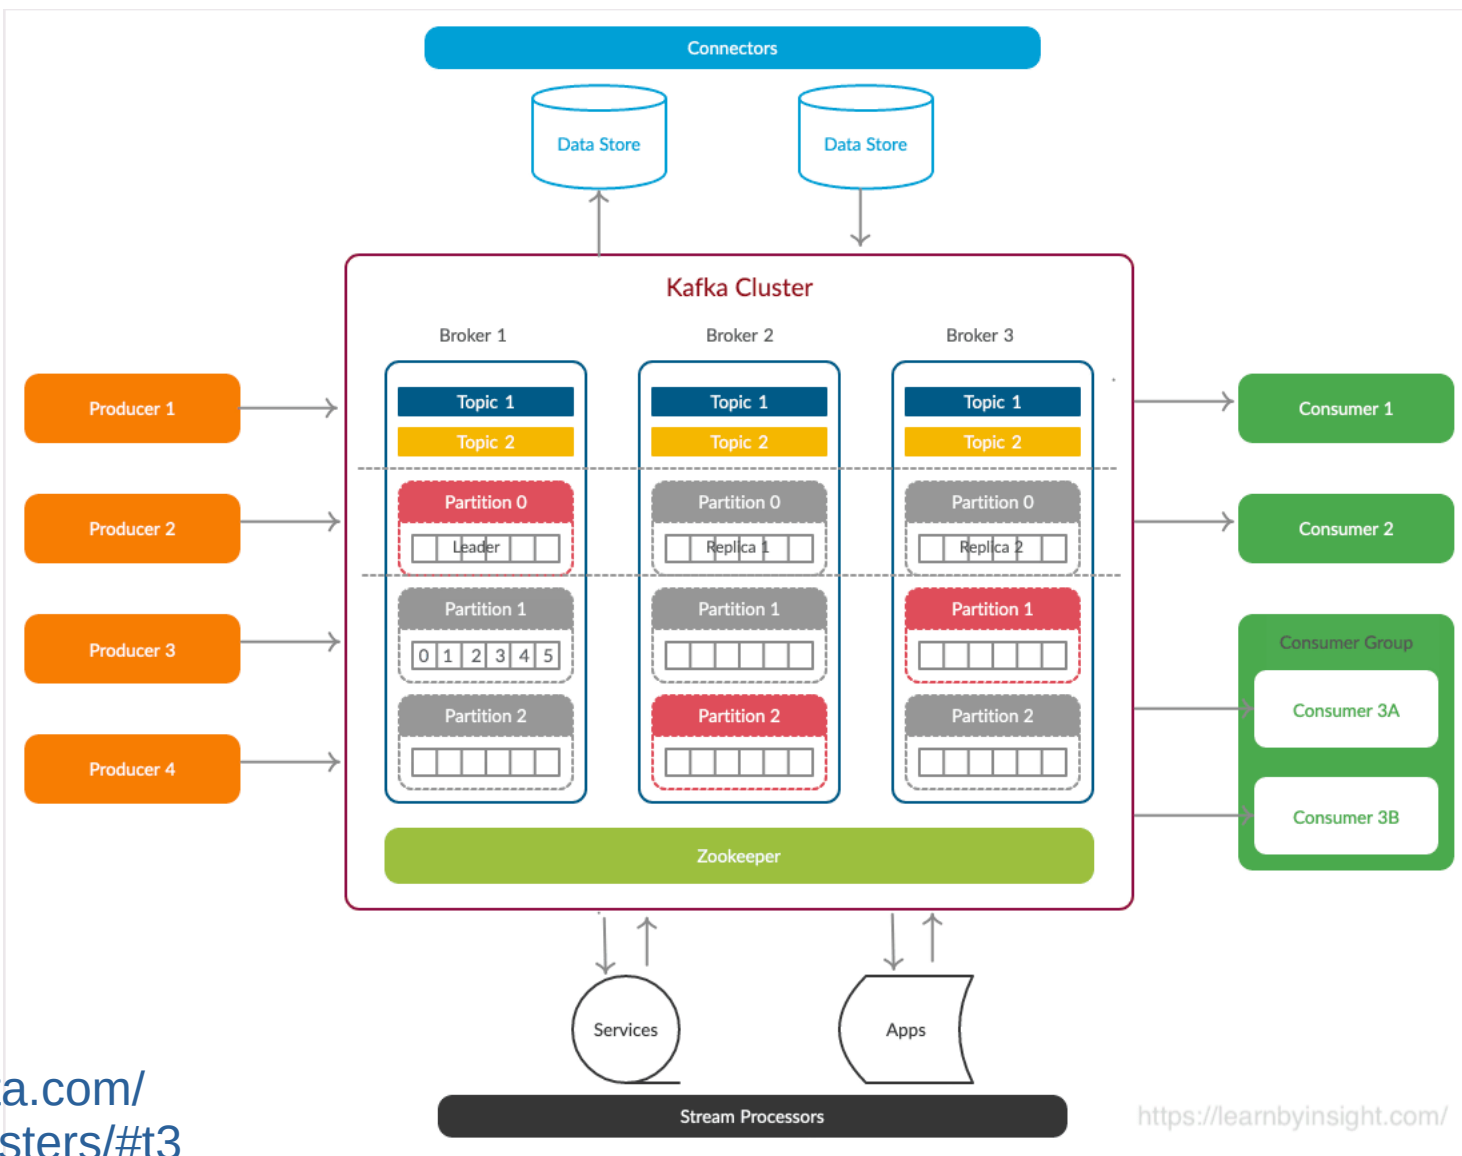 Connectors
Data Store
Data Store
Kafka Cluster
Broker 1
Broker 2
Broker 3
Producer 1
Topic 1
Topic 1
Topic 1
Consumer 1
Topic 2
Topic 2
Topic 2
Producer 2
Partition 0
Partition 0
Partition 0
Consumer 2
Leader
Replica 1
Replica 2
Partition 1
Partition 1
Partition 1
Producer 3
0 1 2 3 4 5
Consumer Group
Consumer 3A
Partition 2
Partition 2
Partition 2
Producer 4
Consumer 3B
Zookeeper
Services
Apps
Stream Processors
a.com/
sters/#t3
https://learnbyinsight.com/